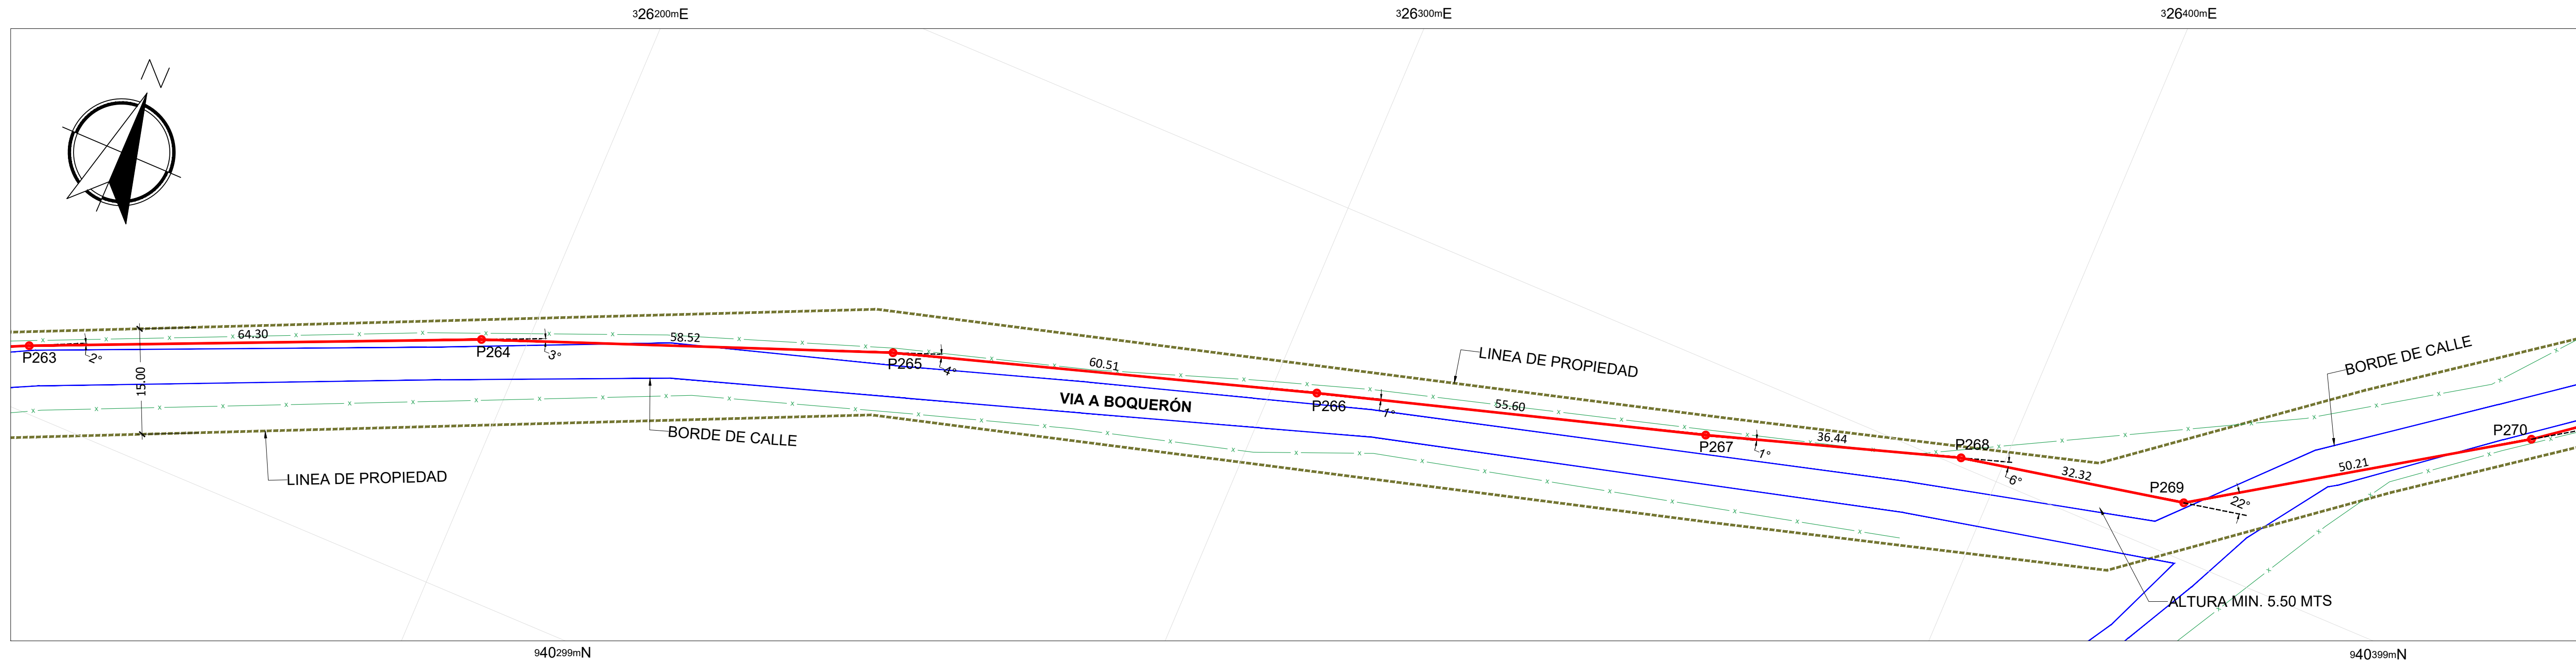 326200mE
326300mE
326400mE
N
64.30
P263
2°
15.00
P264
3°
58.52
P265
4°
60.51
P266
1°
55.60
P267
1°
36.44
P268
6°
32.32
P269
22°
50.21
P270
LINEA DE PROPIEDAD
BORDE DE CALLE
VIA A BOQUERÓN
LINEA DE PROPIEDAD
BORDE DE CALLE
ALTURA MIN. 5.50 MTS
940299mN
940399mN